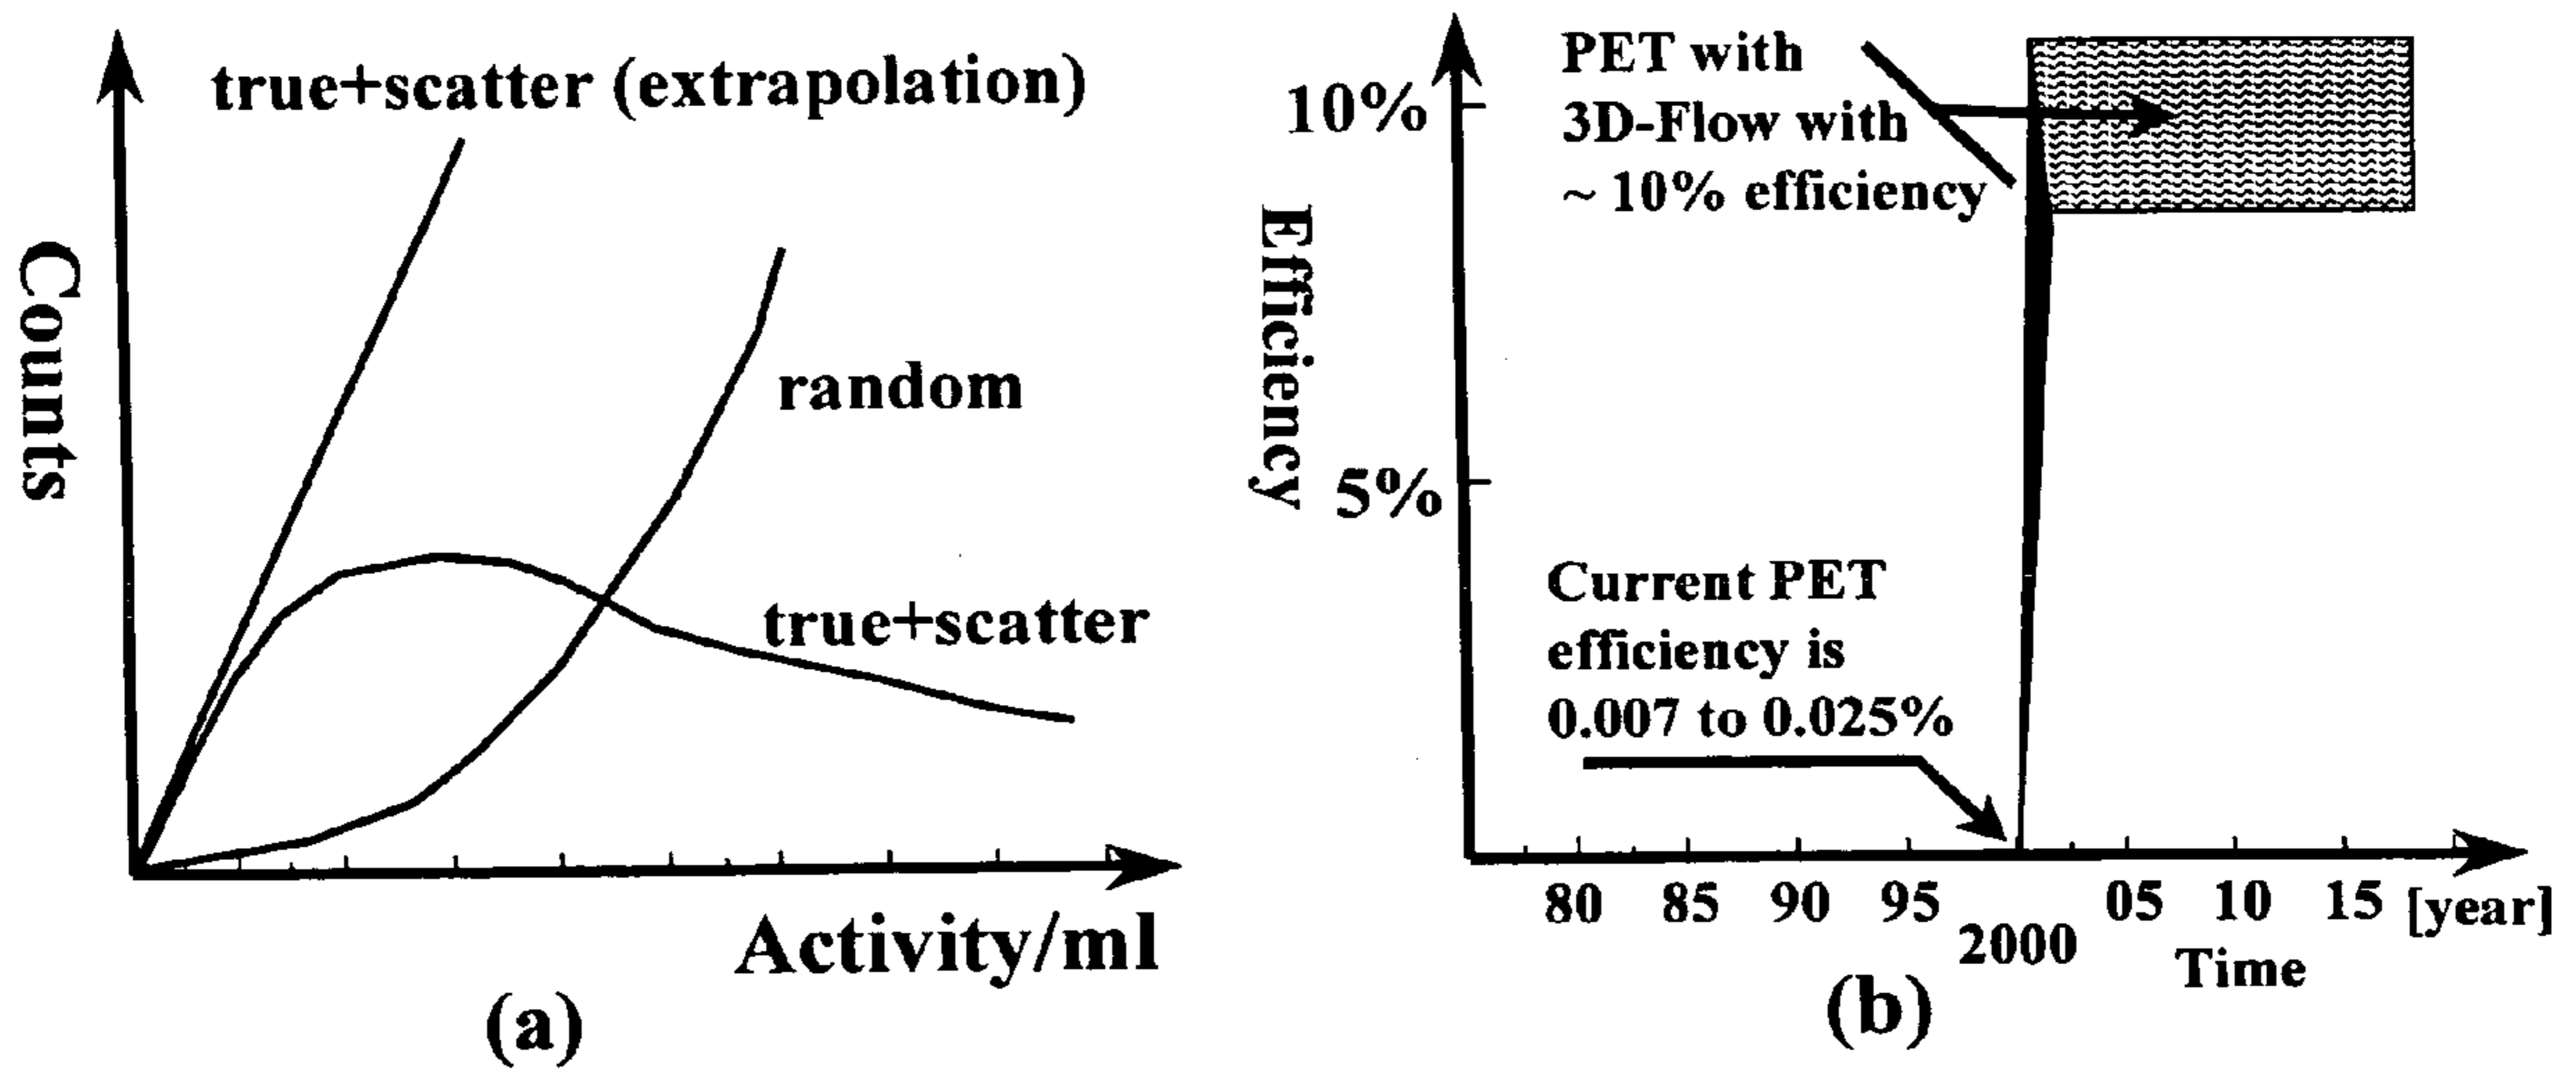 true+scatter (extrapolation)
Counts
random
true+scatter
Activity/ml
(a)
PET with
3D-Flow with
~ 10% efficiency
10%
Efficiency
5%
Current PET
efficiency is
0.007 to 0.025%
80 85 90 95 2000 05 10 15 [year]
Time
(b)